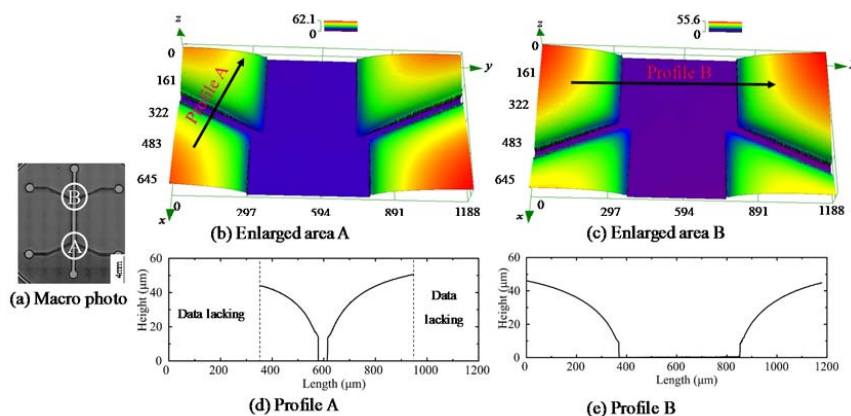 z
62.1
0
0
161
322
483
645
x
y
Profile A
0
297
594
891
1188
(b) Enlarged area A
z
55.6
0
0
161
322
483
645
x
y
Profile B
0
297
594
891
1188
(c) Enlarged area B
B
A
4mm
(a) Macro photo
Height (μm)
60
40
20
0
Data lacking
Data
lacking
0 200 400 600 800 1000 1200
Length (μm)
(d) Profile A
Height (μm)
60
40
20
0
0 200 400 600 800 1000 1200
Length (μm)
(e) Profile B